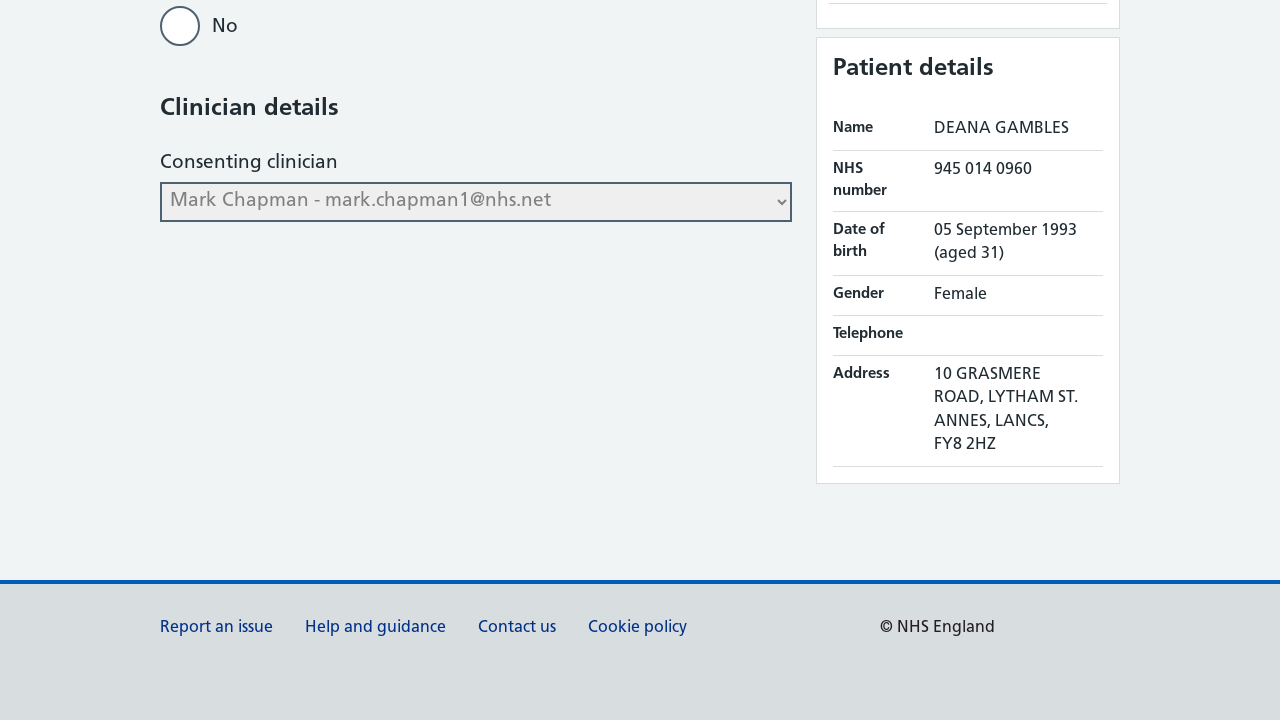 No
Clinician details
Consenting clinician
Mark Chapman - mark.chapman1@nhs.net
Patient details
Name DEANA GAMBLES
NHS number 945 014 0960
Date of birth 05 September 1993
(aged 31)
Gender Female
Telephone
Address 10 GRASMERE
ROAD, LYTHAM ST.
ANNES, LANCS,
FY8 2HZ
Report an issue Help and guidance Contact us Cookie policy © NHS England